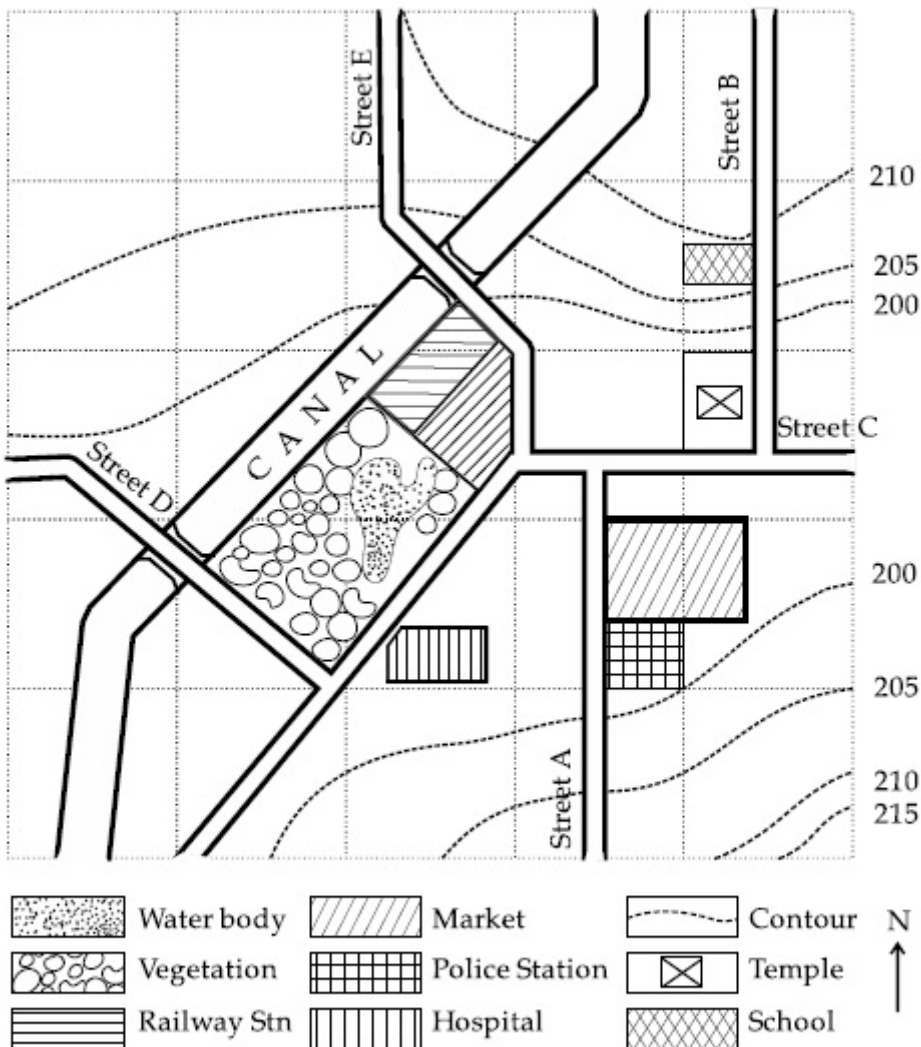 Street E
Street B
210
205
200
CANAL
Street C
Street D
200
205
Street A
210
215
Water body
Market
Contour
N
Vegetation
Police Station
Temple
Railway Stn
Hospital
School